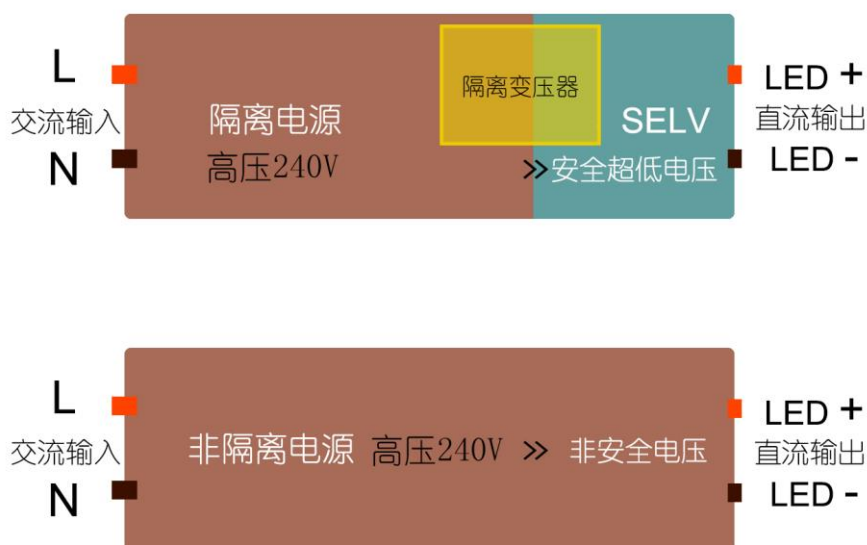 L
交流输入
N
隔离电源
高压240V
隔离变压器
SELV
»安全超低电压
LED +
直流输出
LED -
L
交流输入
N
非隔离电源 高压240V » 非安全电压
LED +
直流输出
LED -